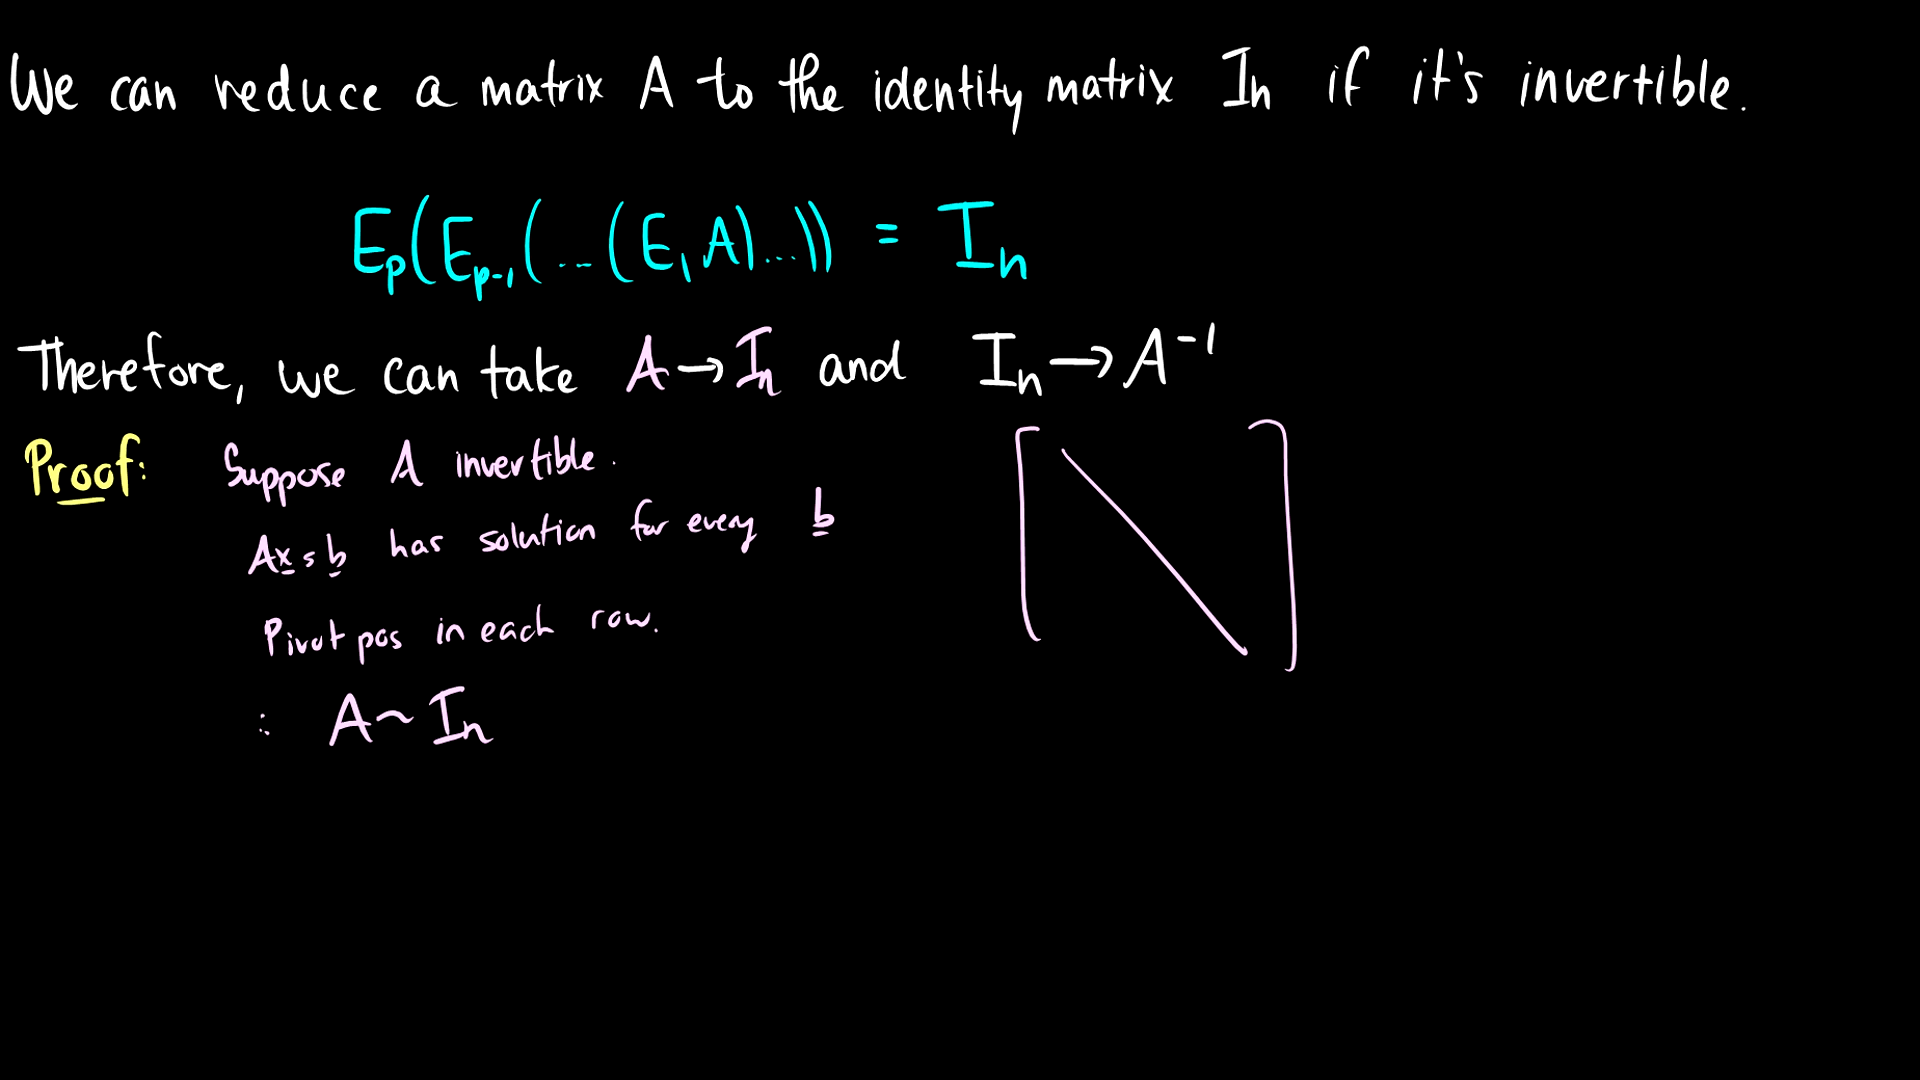 We can reduce a matrix A to the identity matrix In if it's invertible.
Ep(Ep-1(...(E1A)...)) = In
Therefore, we can take A→In and In→A⁻¹
Proof: Suppose A invertible.
Ax=b has solution for every b
Pivot pos in each row.
∴ A~In